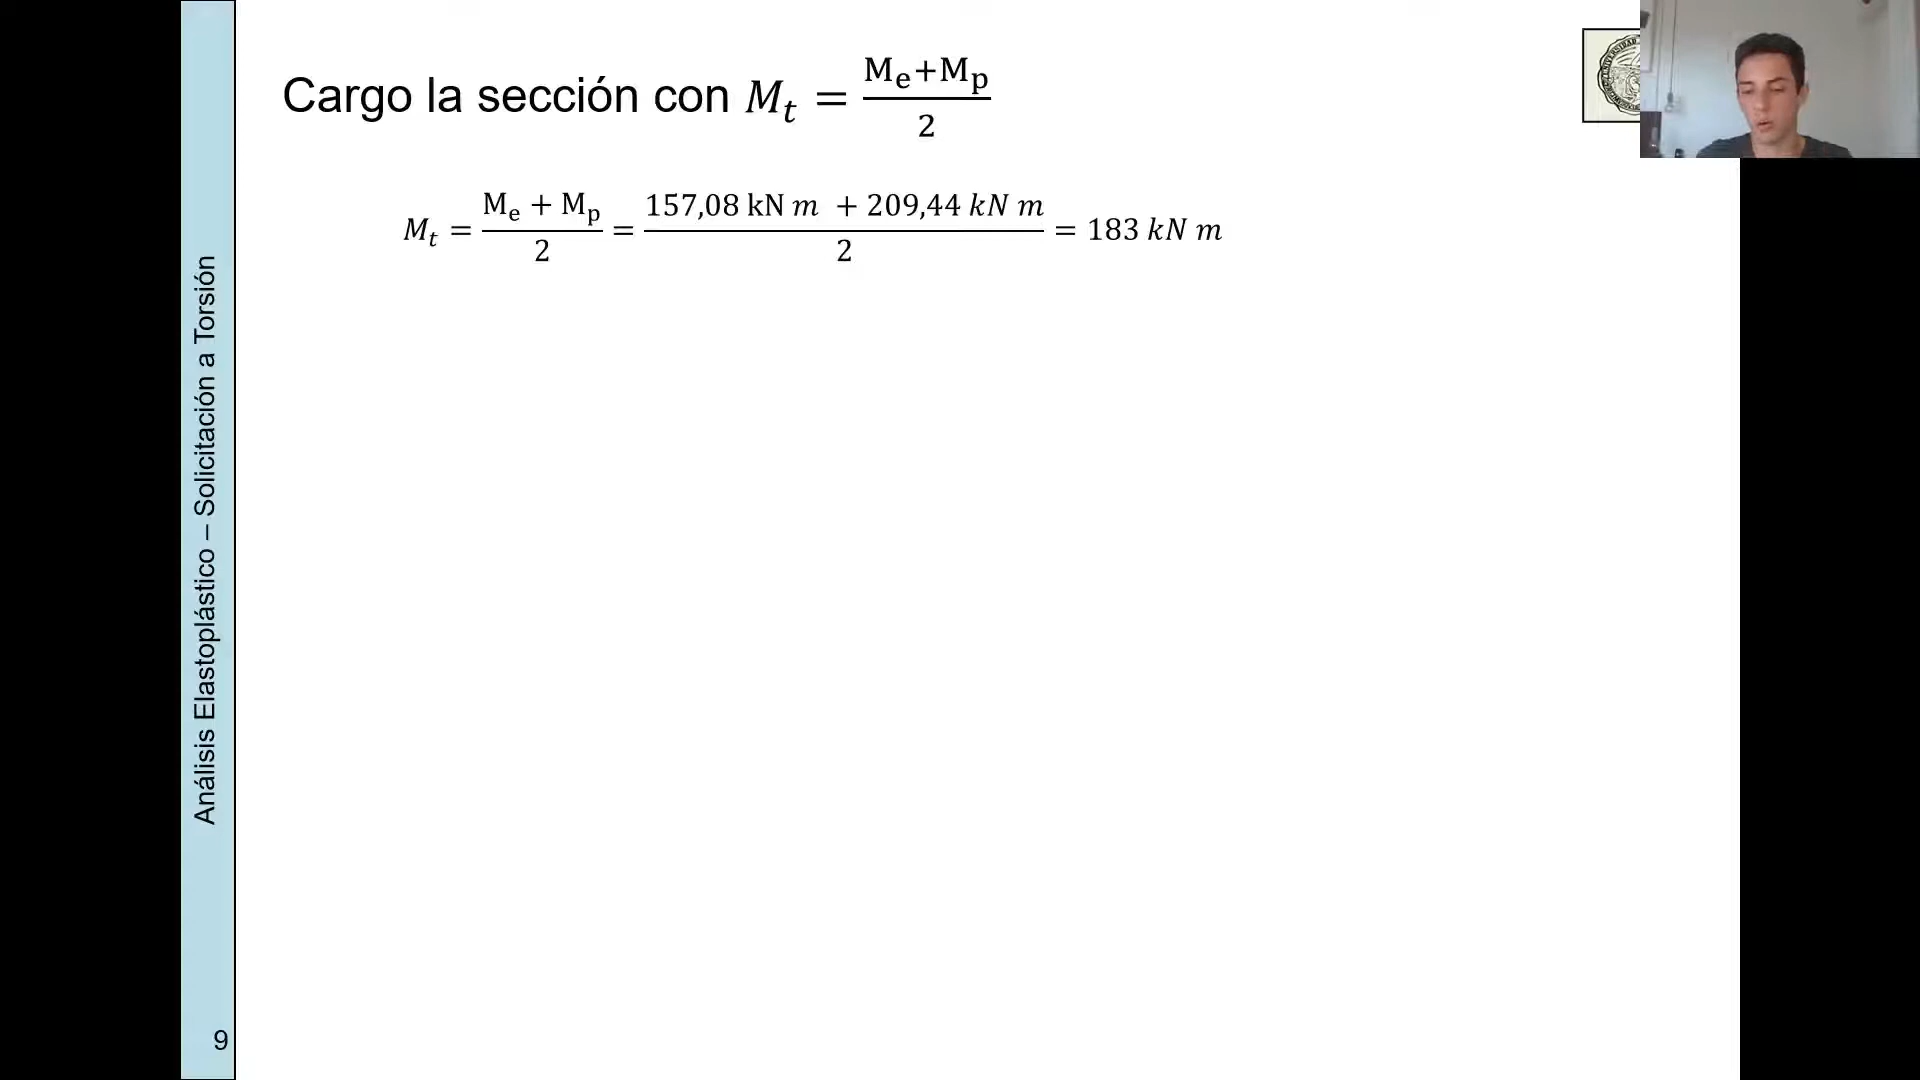 Cargo la sección con M_t = (M_e+M_p)/2
M_t = (M_e + M_p)/2 = (157,08 kN m + 209,44 kN m)/2 = 183 kN m
Análisis Elastoplástico – Solicitación a Torsión
9